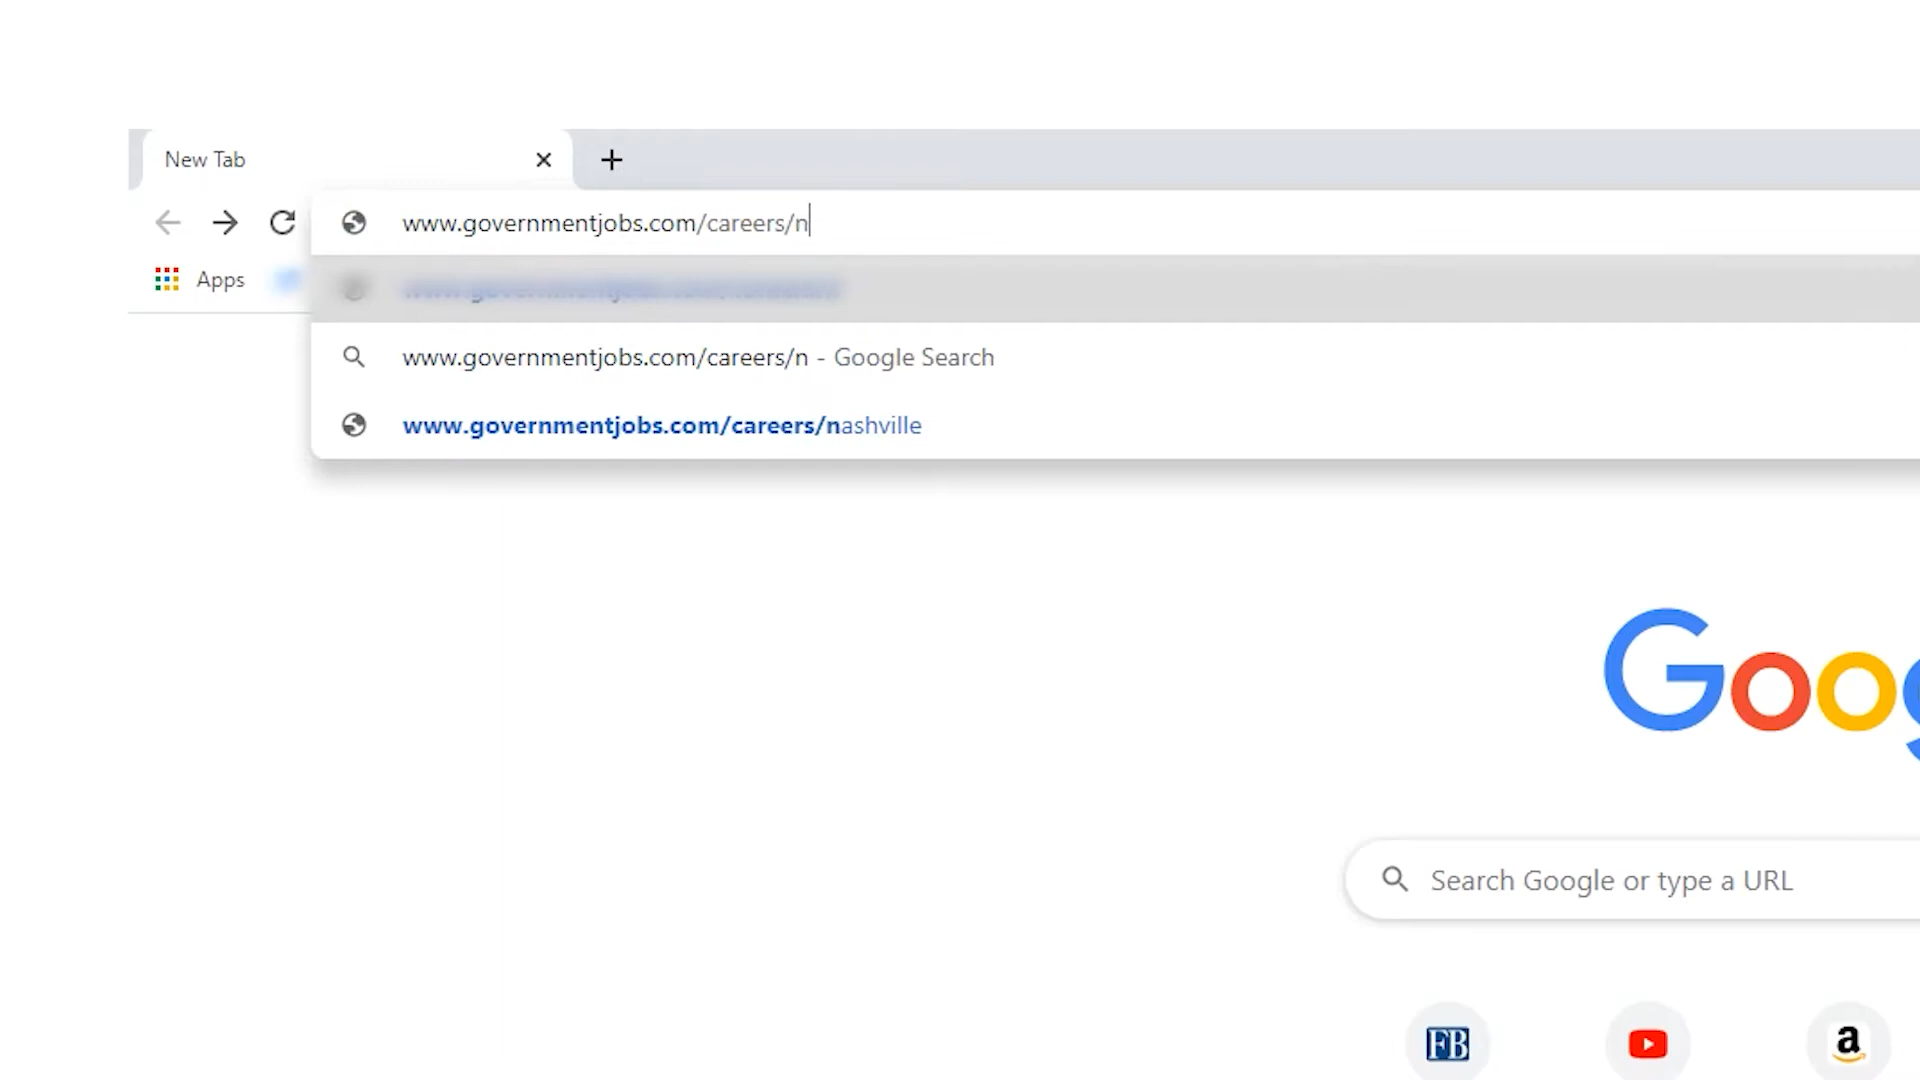 New Tab
www.governmentjobs.com/careers/n
Apps
www.governmentjobs.com/careers/n - Google Search
www.governmentjobs.com/careers/nashville
Goog
Search Google or type a URL
FB
a